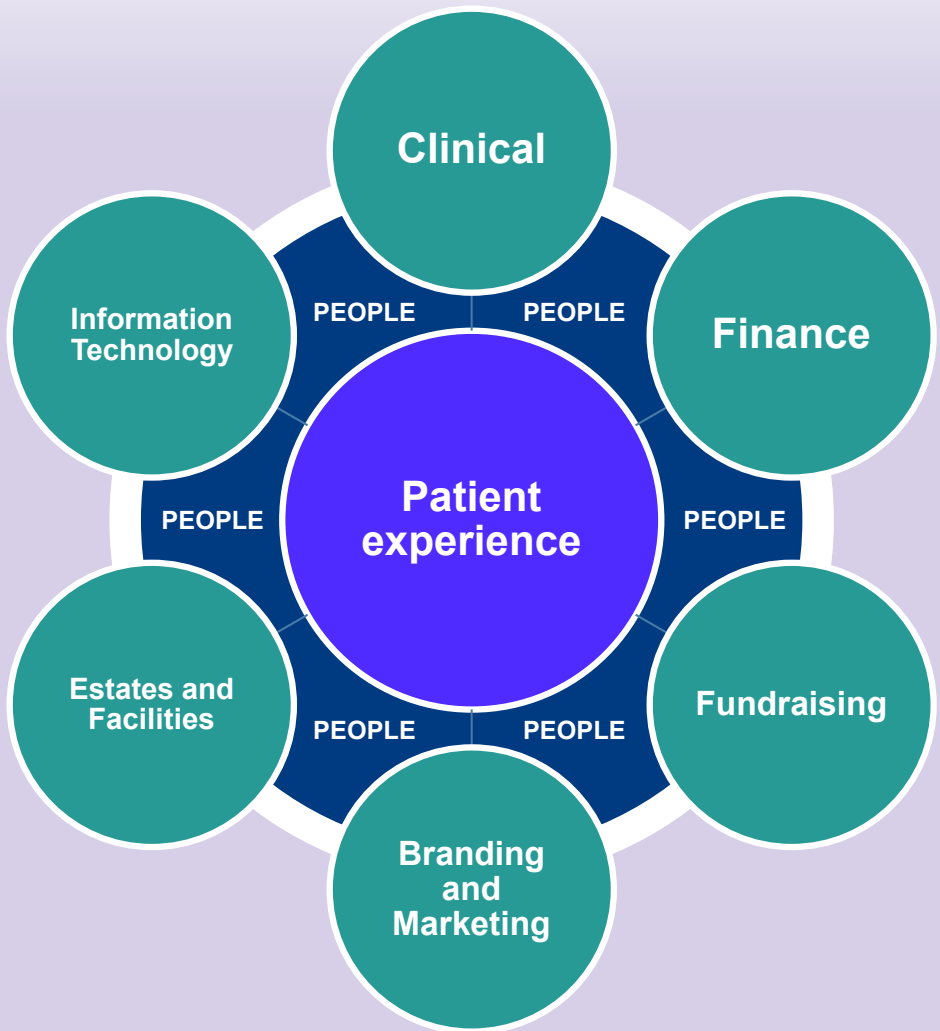 Clinical
Information
Technology
PEOPLE
PEOPLE
Finance
Patient
experience
PEOPLE
PEOPLE
Estates and
Facilities
PEOPLE
PEOPLE
Fundraising
Branding
and
Marketing